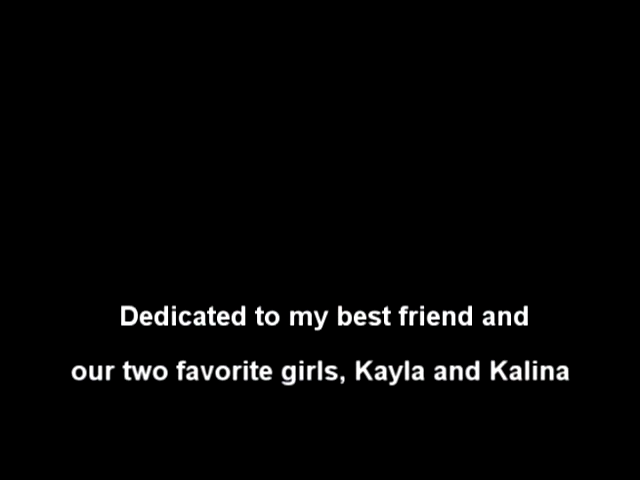 Dedicated to my best friend and
our two favorite girls, Kayla and Kalina